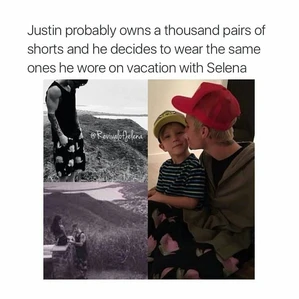 Justin probably owns a thousand pairs of
shorts and he decides to wear the same
ones he wore on vacation with Selena
@RevivalofJelena